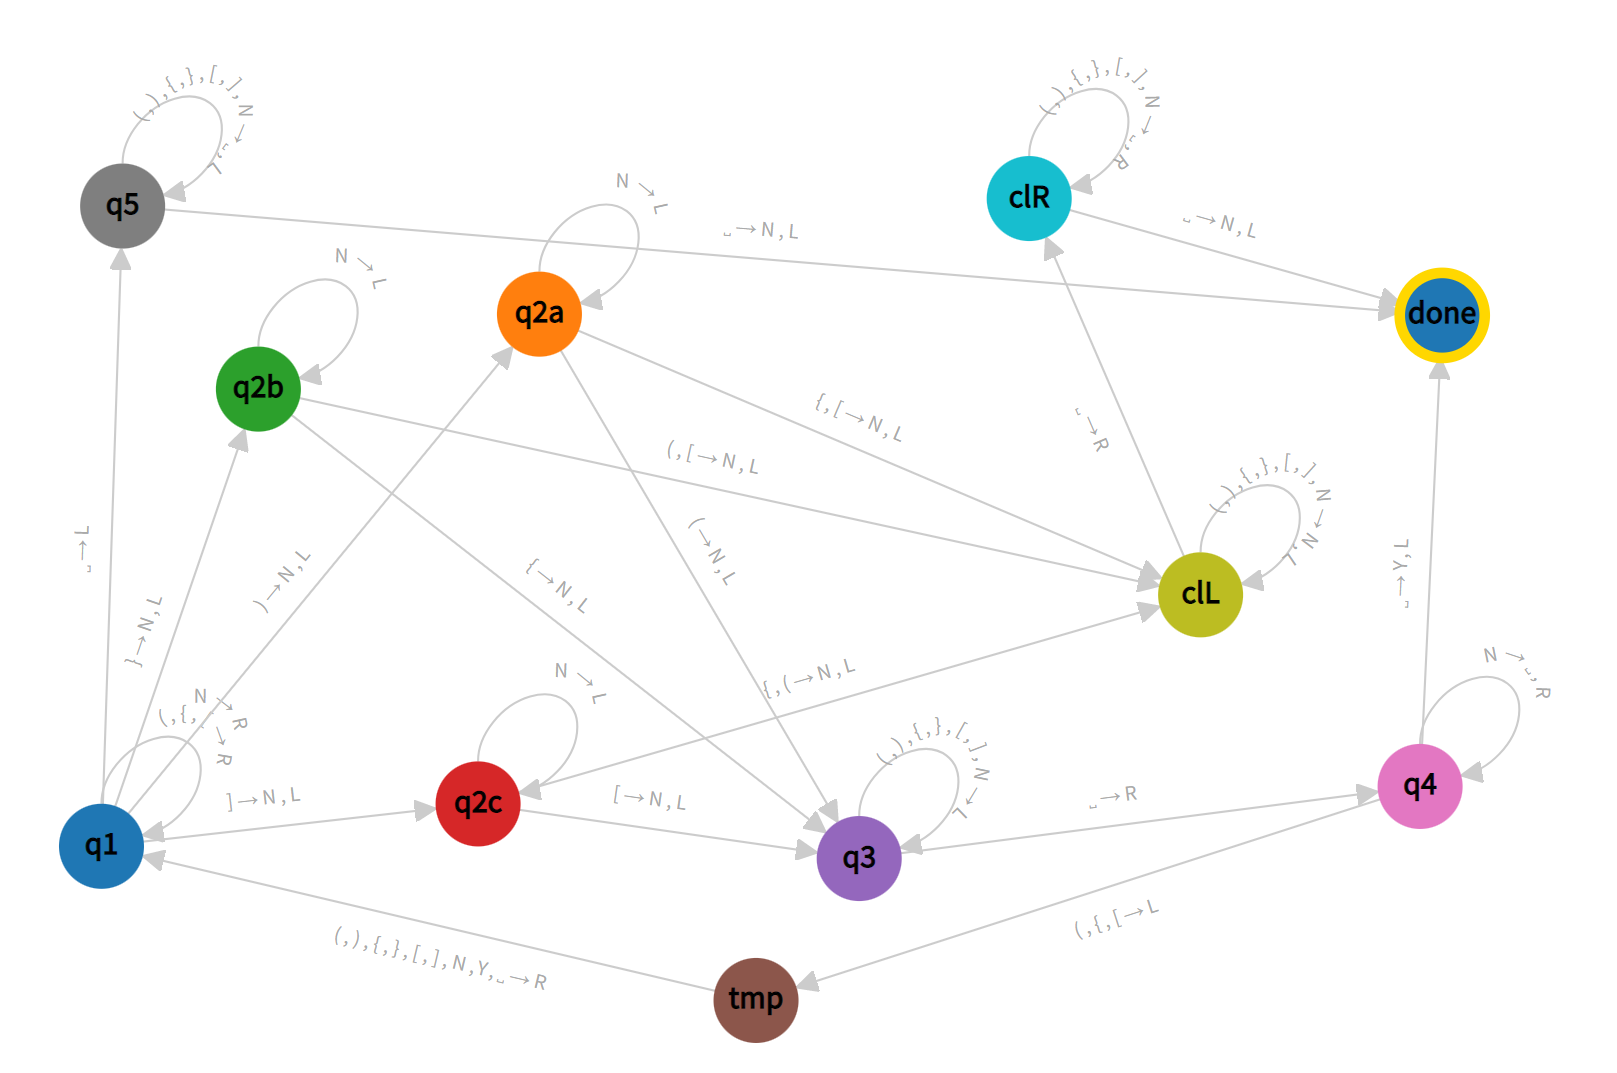 (,),{,},[,],N→␣,L
(,),{,},[,],N→␣,R
q5
N→L
clR
␣→N,L
␣→N,L
N→L
q2a
done
q2b
{,[→N,L
(,[→N,L
␣→R
(,),{,},[,],N→N,L
␣→L
)→N,L
{→N,L
(→N,L
clL
␣→Y,L
}→N,L
N→R
N→L
{,(→N,L
N→␣,R
(,),{,},[,],N→L
]→N,L
q2c
[→N,L
␣→R
q4
q1
q3
(,{,[→L
(,),{,},[,],N,Y,␣→R
tmp